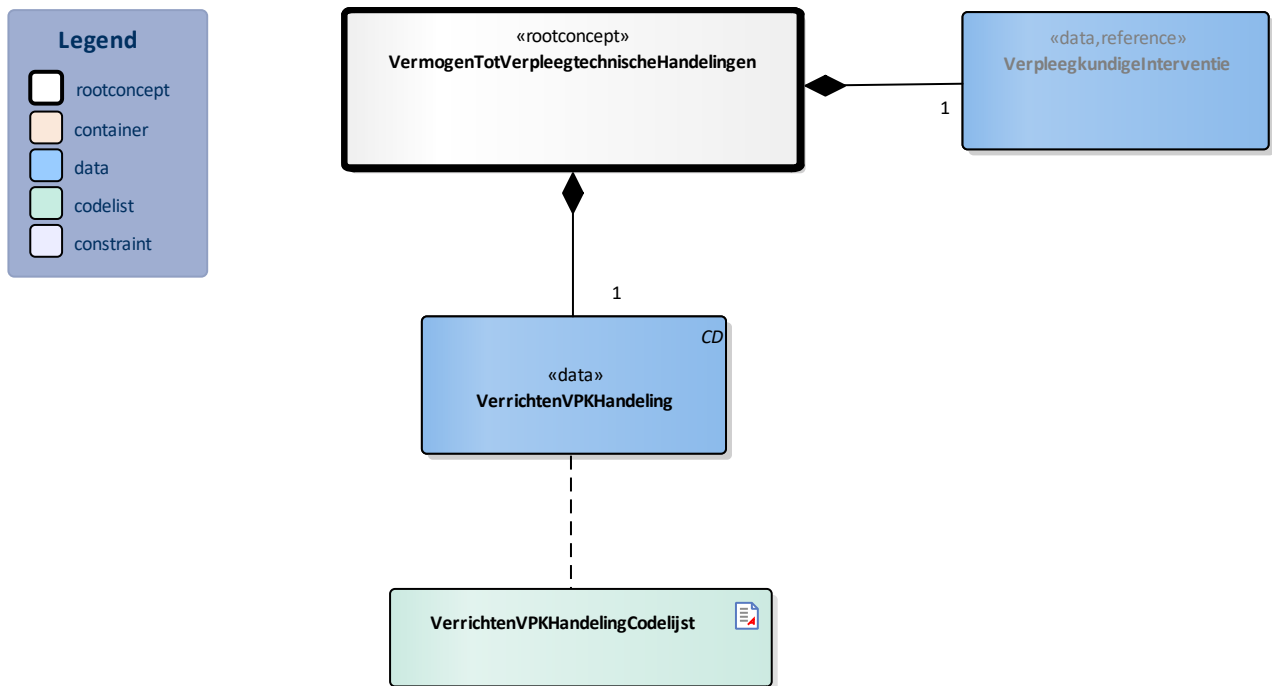 Legend
rootconcept
container
data
codelist
constraint
«rootconcept»
VermogenTotVerpleegtechnischeHandelingen
«data,reference»
VerpleegkundigeInterventie
1
1
CD
«data»
VerrichtenVPKHandeling
VerrichtenVPKHandelingCodelijst